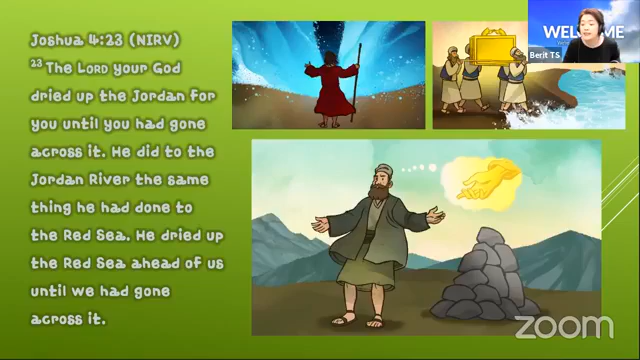 Joshua 4:23 (NIRV)
23 The LORD your God
dried up the Jordan for
you until you had gone
across it. He did to the
Jordan River the same
thing he had done to
the Red Sea. He dried up
the Red Sea ahead of us
until we had gone
across it.
WELCOME
Berit TS
zoom